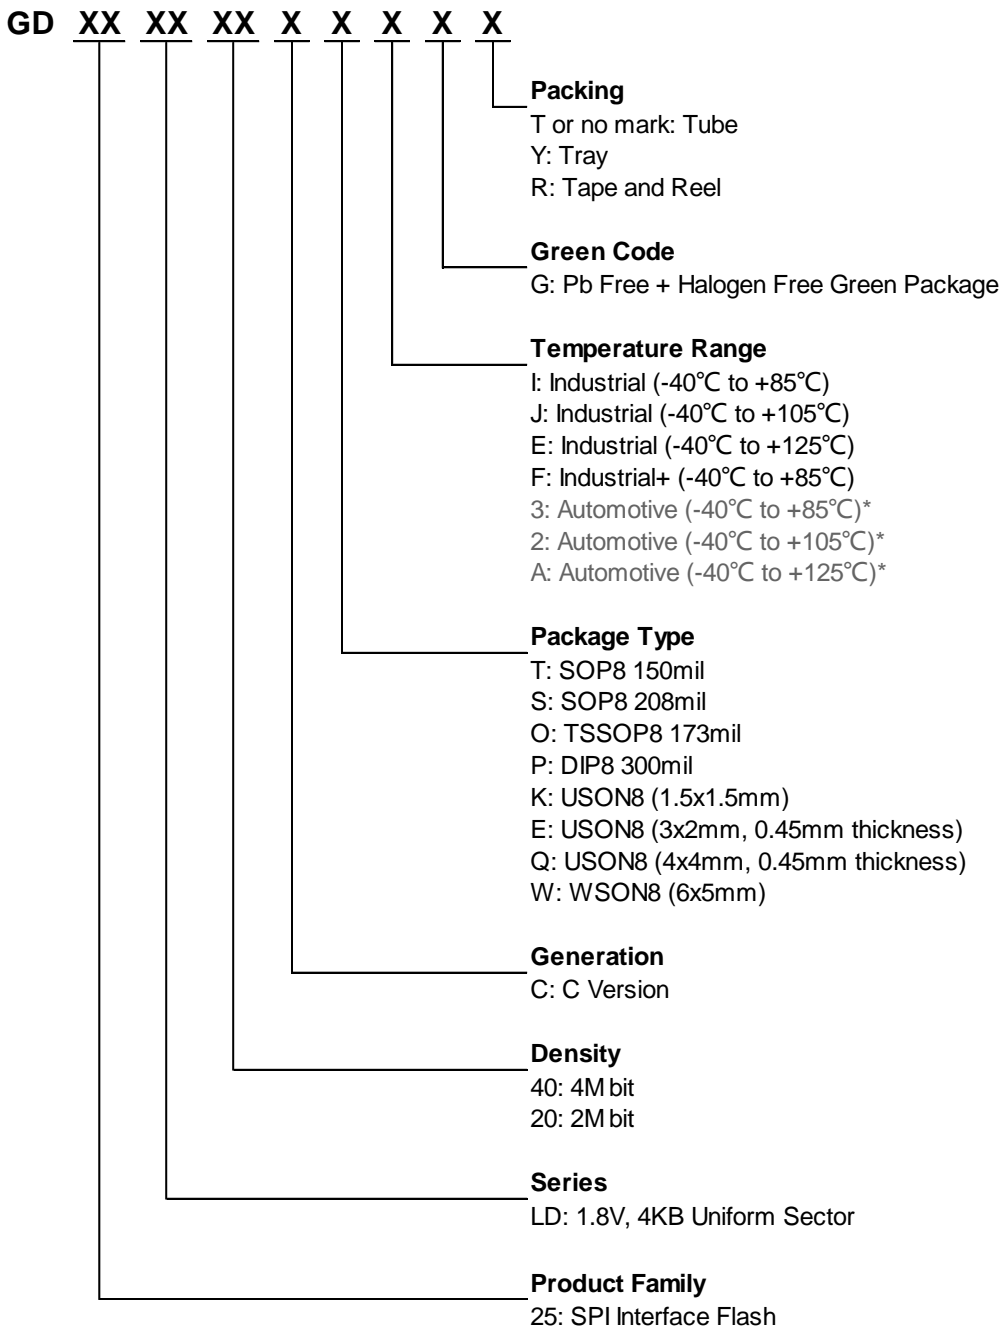 GD XX XX XX X X X X X
Packing
T or no mark: Tube
Y: Tray
R: Tape and Reel
Green Code
G: Pb Free + Halogen Free Green Package
Temperature Range
I: Industrial (-40℃ to +85℃)
J: Industrial (-40℃ to +105℃)
E: Industrial (-40℃ to +125℃)
F: Industrial+ (-40℃ to +85℃)
3: Automotive (-40℃ to +85℃)*
2: Automotive (-40℃ to +105℃)*
A: Automotive (-40℃ to +125℃)*
Package Type
T: SOP8 150mil
S: SOP8 208mil
O: TSSOP8 173mil
P: DIP8 300mil
K: USON8 (1.5x1.5mm)
E: USON8 (3x2mm, 0.45mm thickness)
Q: USON8 (4x4mm, 0.45mm thickness)
W: WSON8 (6x5mm)
Generation
C: C Version
Density
40: 4M bit
20: 2M bit
Series
LD: 1.8V, 4KB Uniform Sector
Product Family
25: SPI Interface Flash